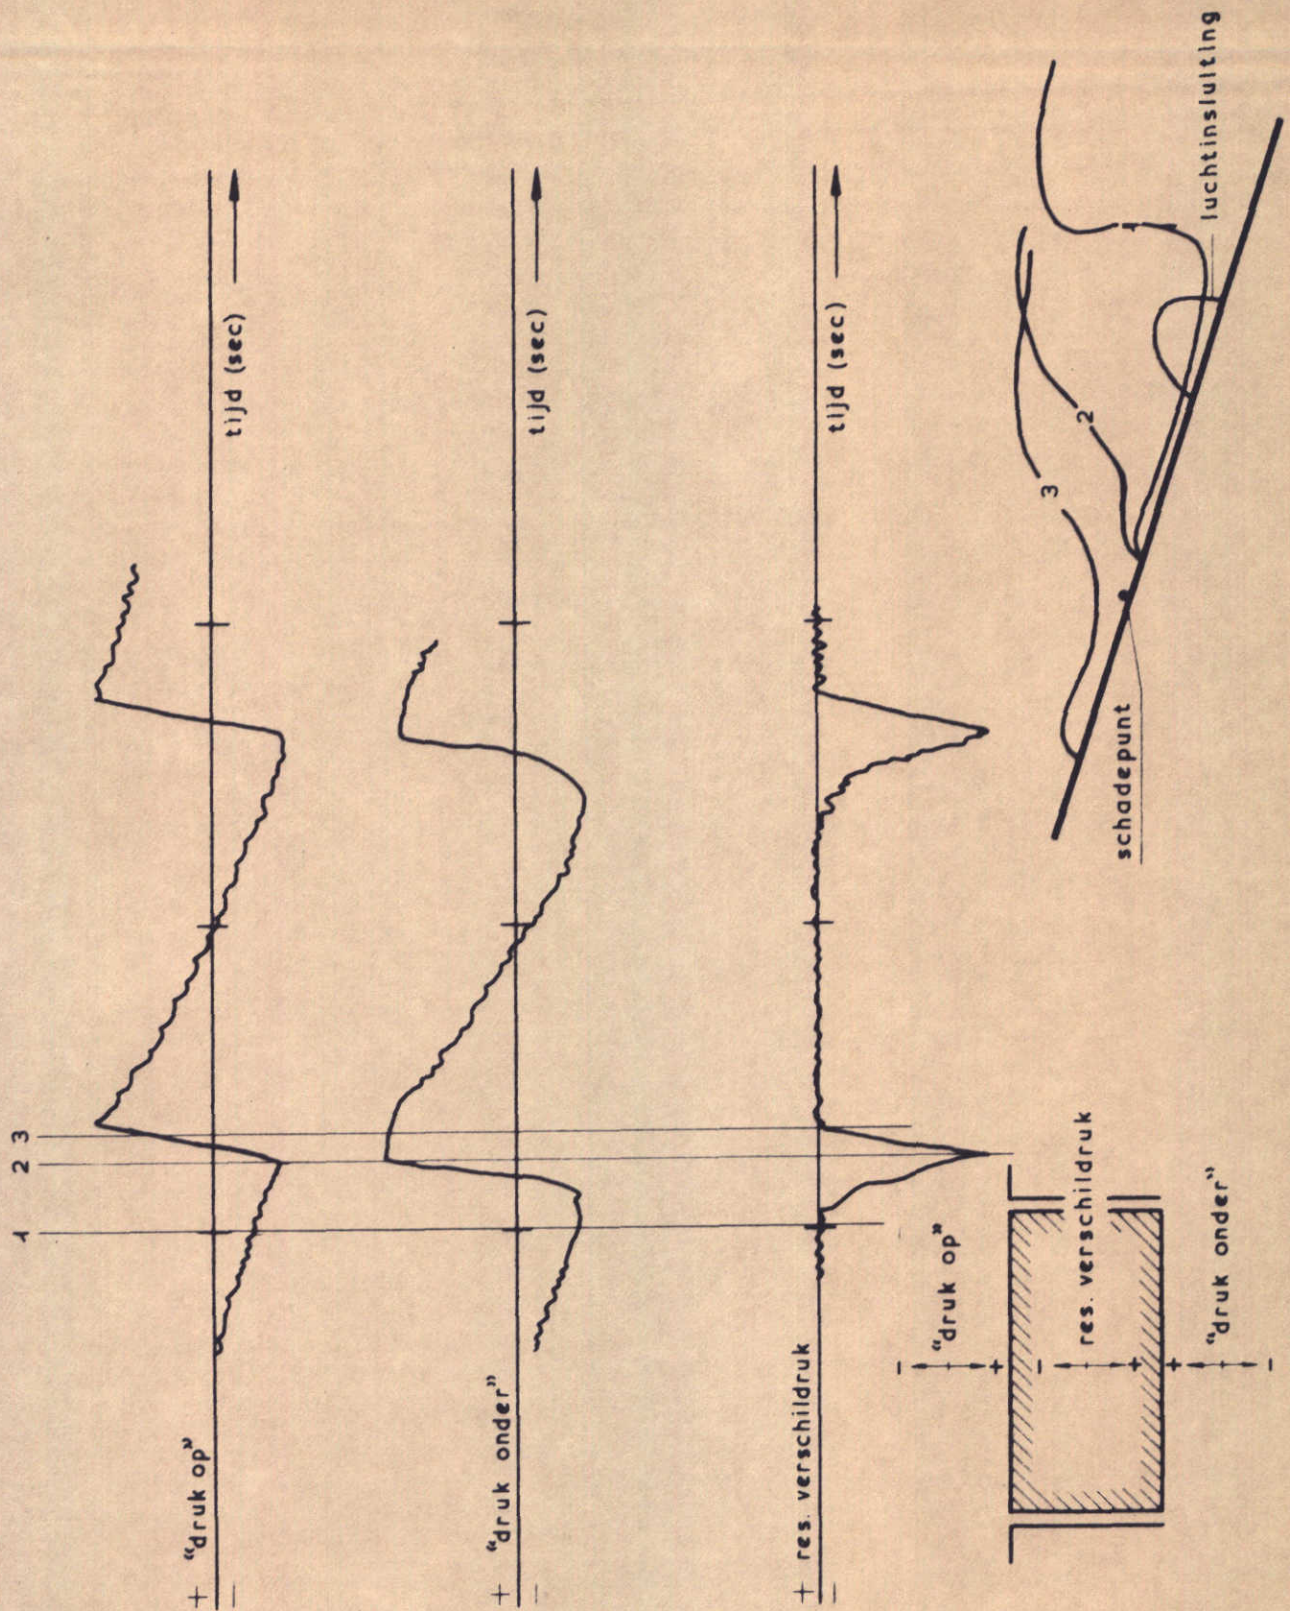 1 2 3
+ “druk op”
−
tijd (sec)
+ “druk onder”
−
tijd (sec)
+ res. verschildruk
−
tijd (sec)
−
“druk op”
+
−
res. verschildruk
+
+
“druk onder”
−
schadepunt
3
2
1
luchtinsluiting